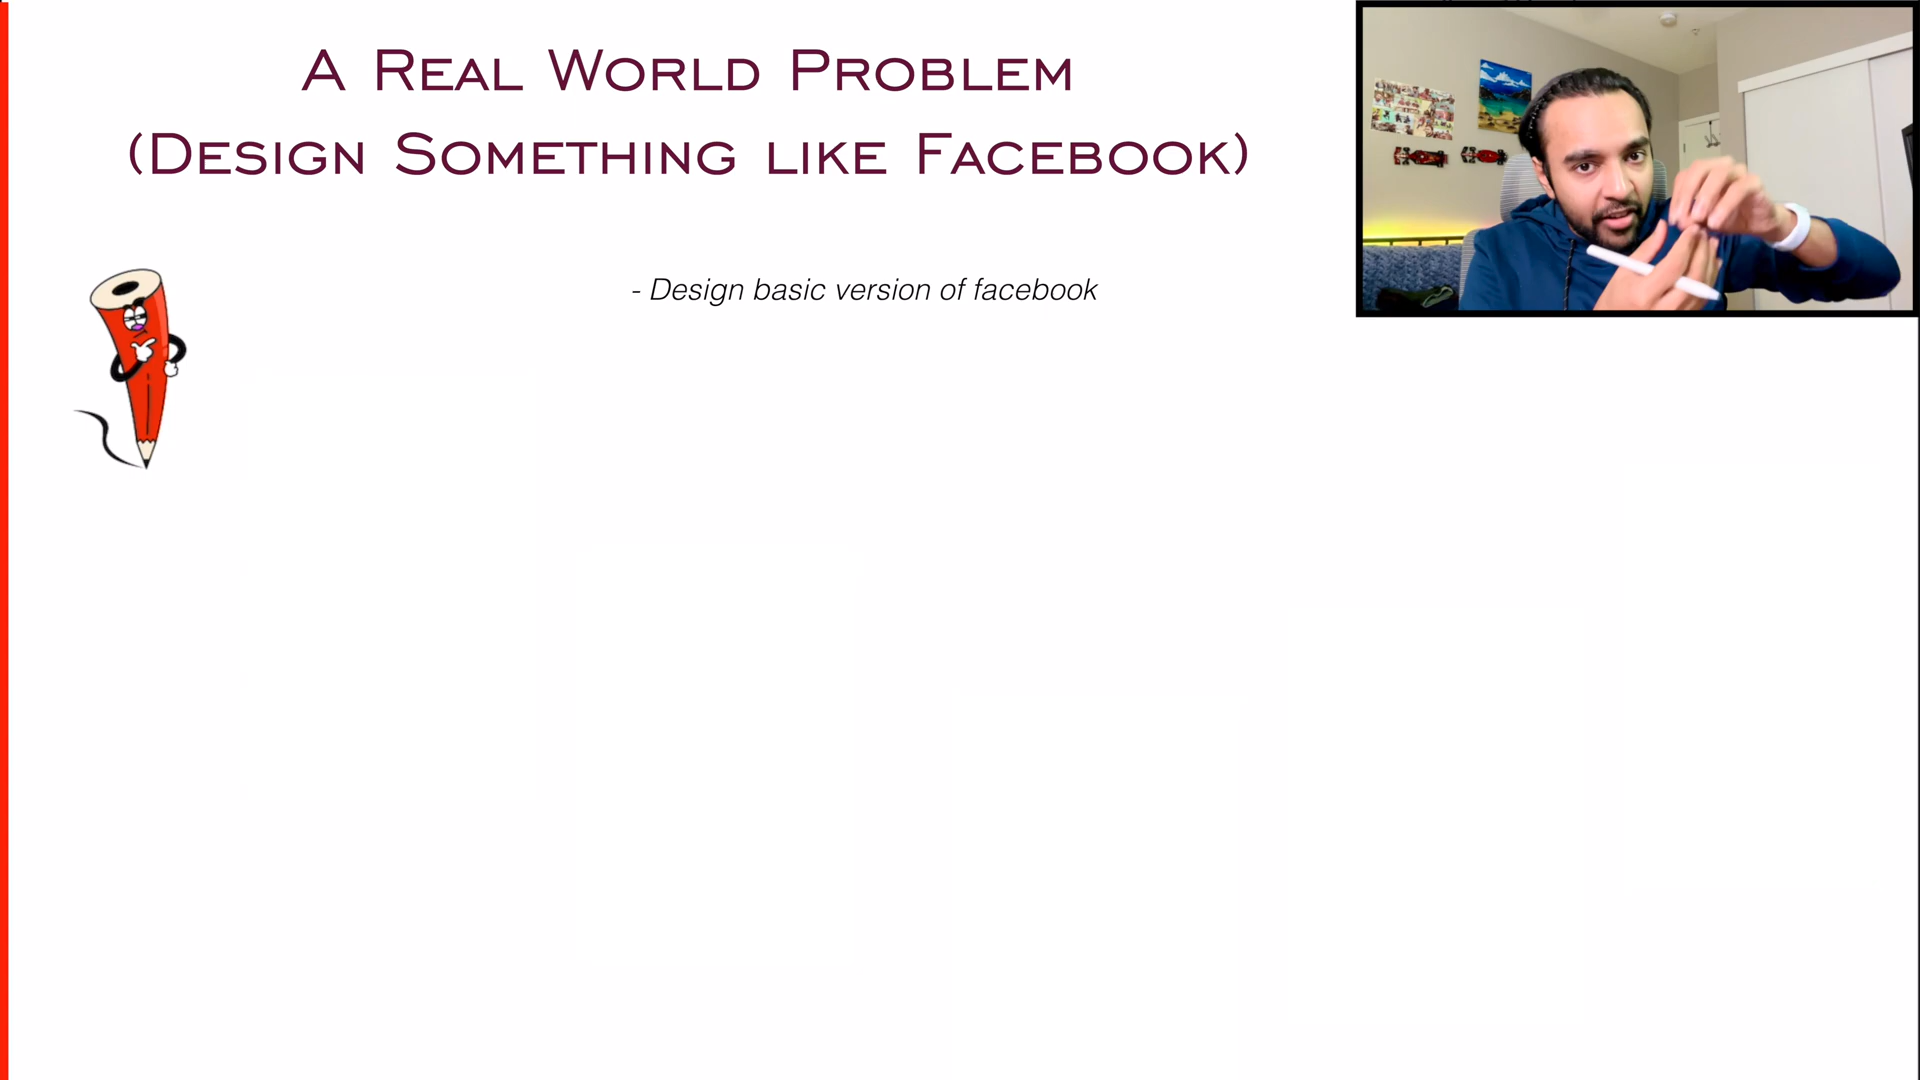 A Real World Problem
(Design Something like Facebook)
- Design basic version of facebook